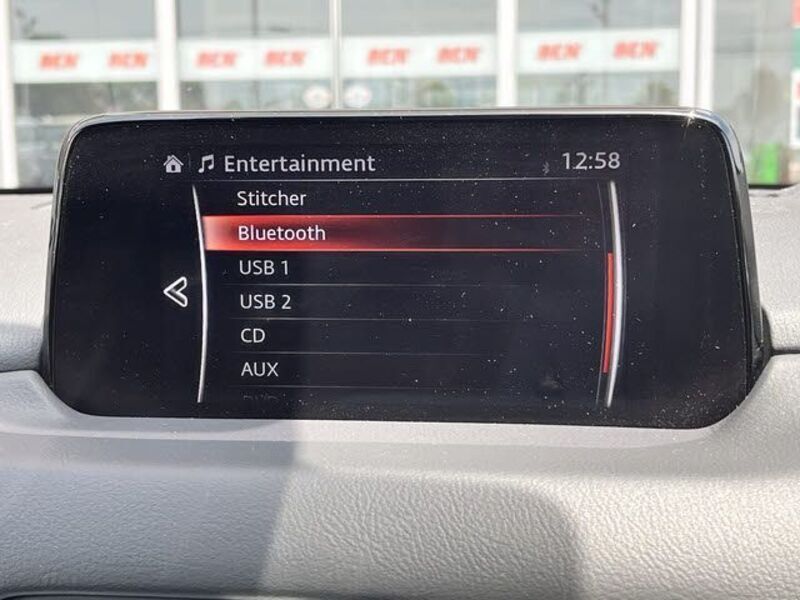 BEN BEN BEN BEN BEN BEN BEN BEN
Entertainment 12:58
Stitcher
Bluetooth
USB 1
USB 2
CD
AUX